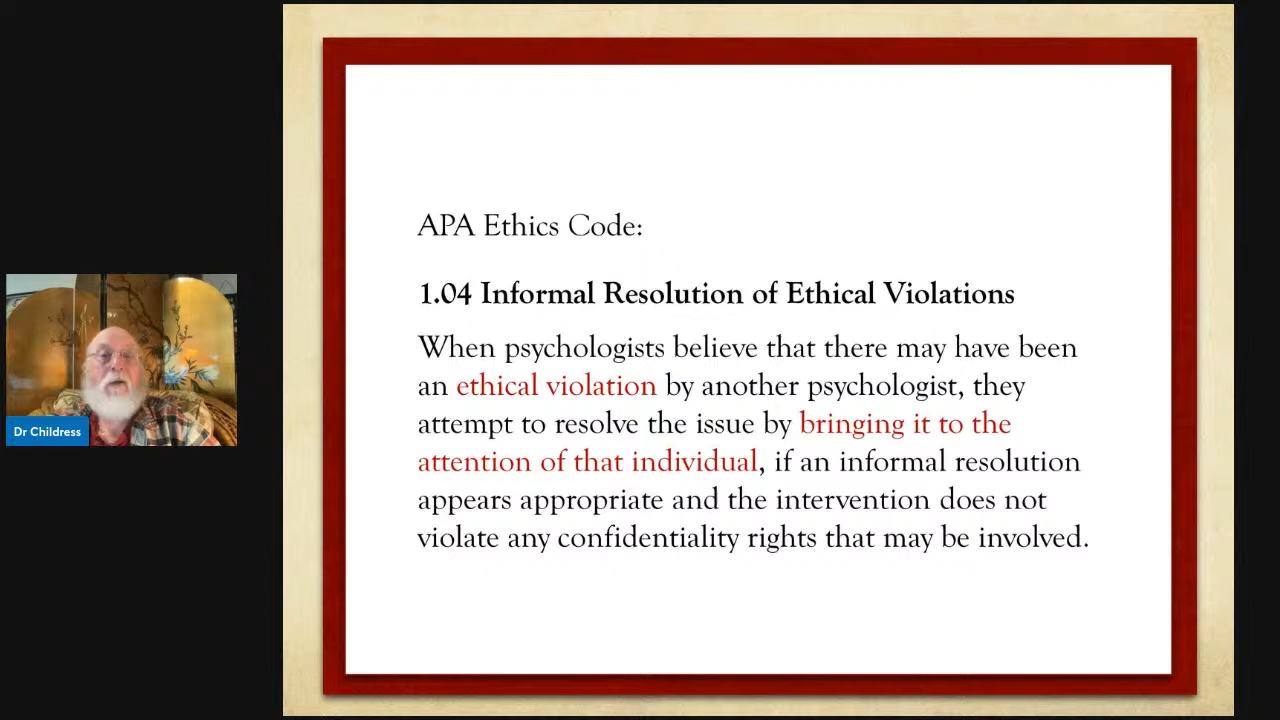 Dr Childress
APA Ethics Code:
1.04 Informal Resolution of Ethical Violations
When psychologists believe that there may have been
an ethical violation by another psychologist, they
attempt to resolve the issue by bringing it to the
attention of that individual, if an informal resolution
appears appropriate and the intervention does not
violate any confidentiality rights that may be involved.